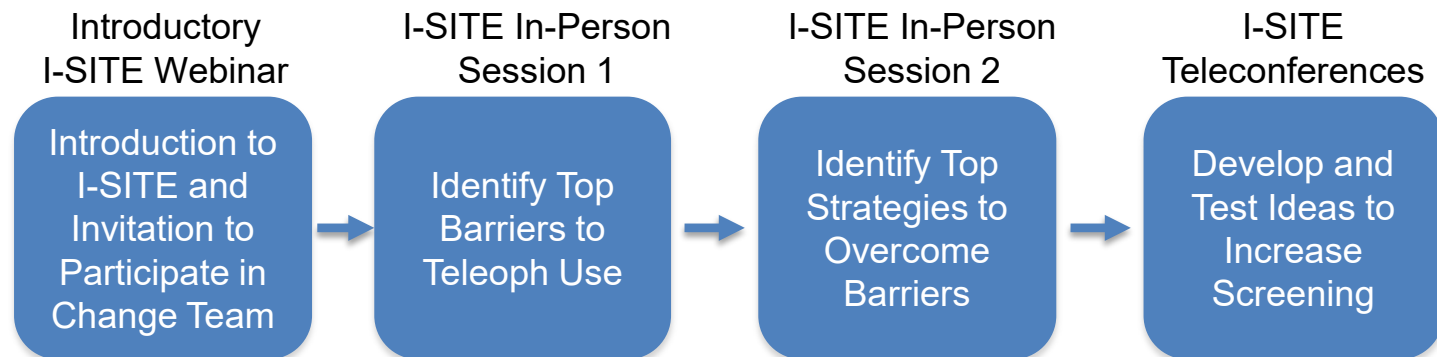 Introductory
I-SITE Webinar
Introduction to
I-SITE and
Invitation to
Participate in
Change Team
I-SITE In-Person
Session 1
Identify Top
Barriers to
Teleoph Use
I-SITE In-Person
Session 2
Identify Top
Strategies to
Overcome
Barriers
I-SITE
Teleconferences
Develop and
Test Ideas to
Increase
Screening